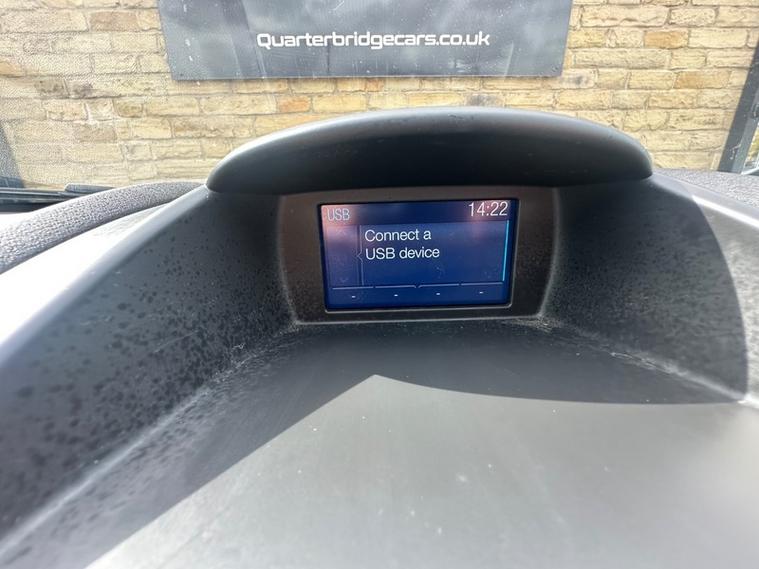 Quarterbridgecars.co.uk
USB 14:22
Connect a
USB device